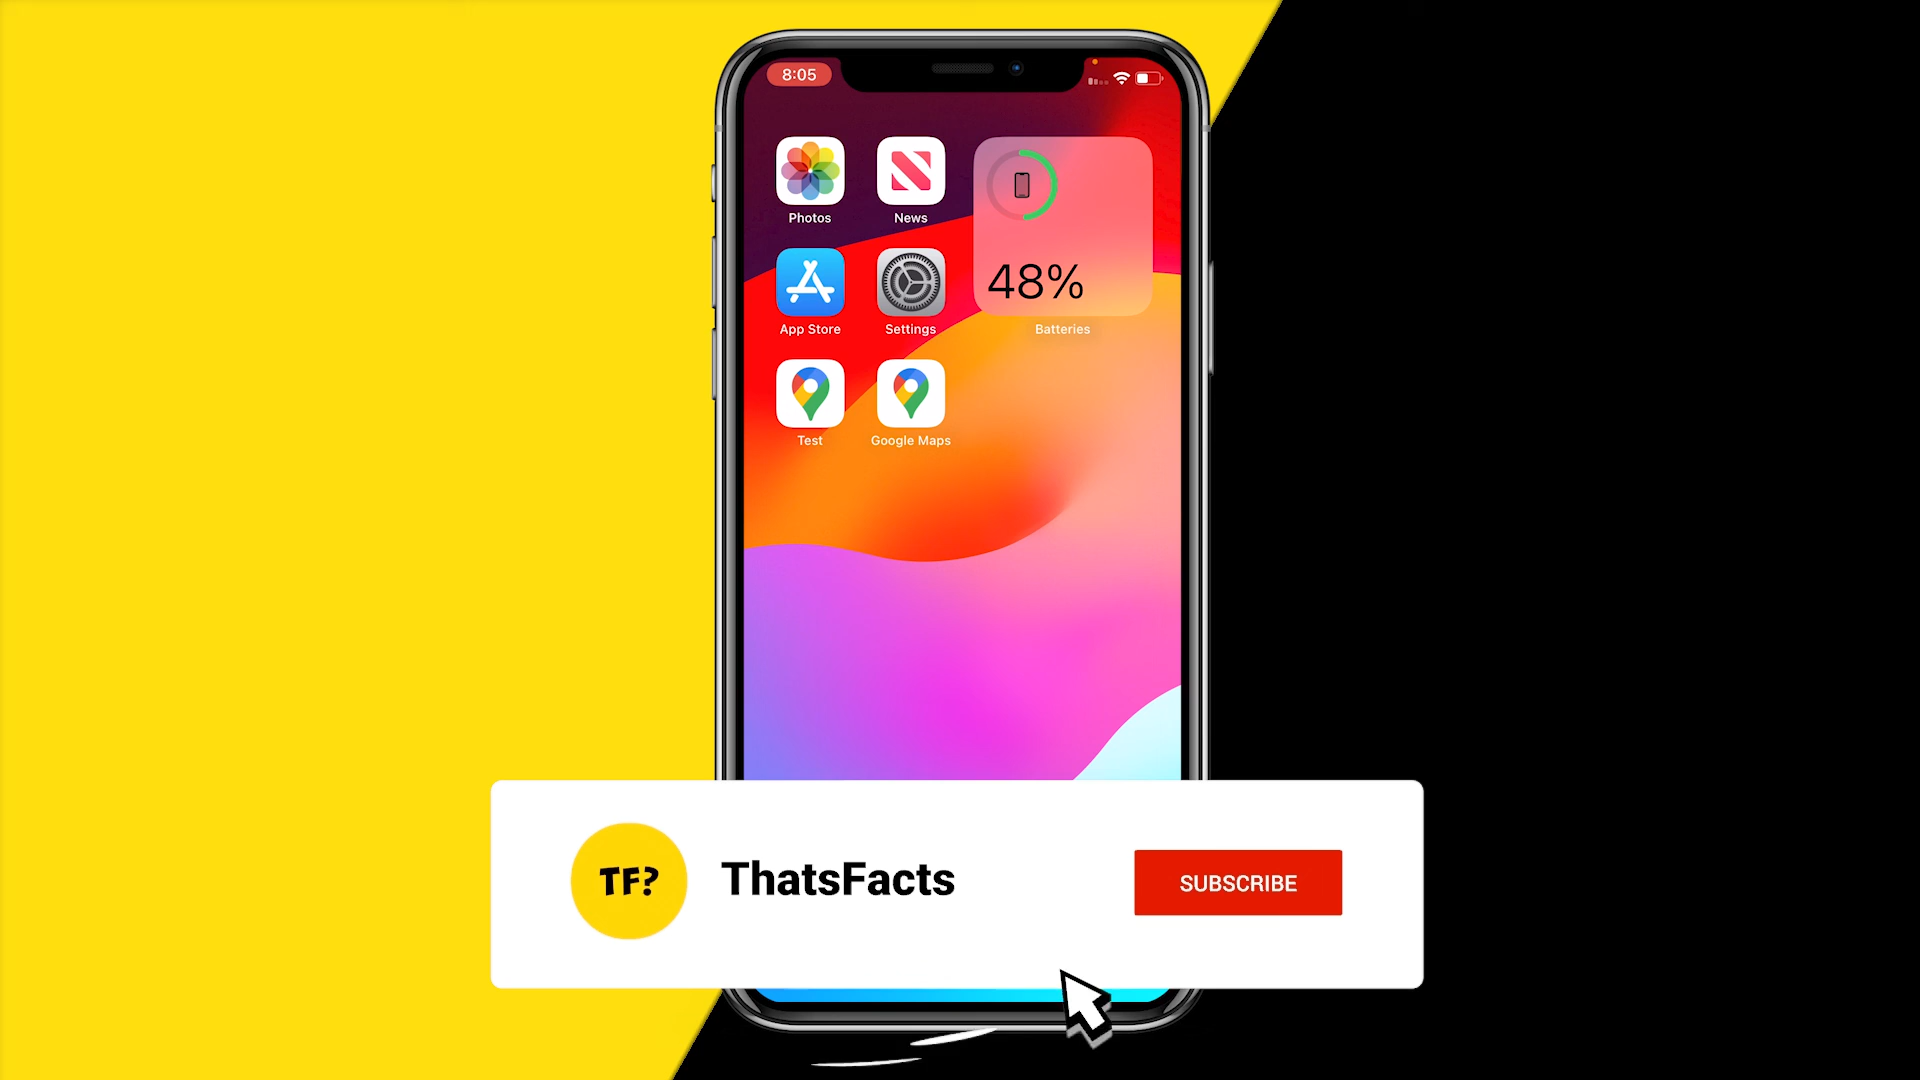 8:05
Photos
News
48%
App Store
Settings
Batteries
Test
Google Maps
TF?
ThatsFacts
SUBSCRIBE